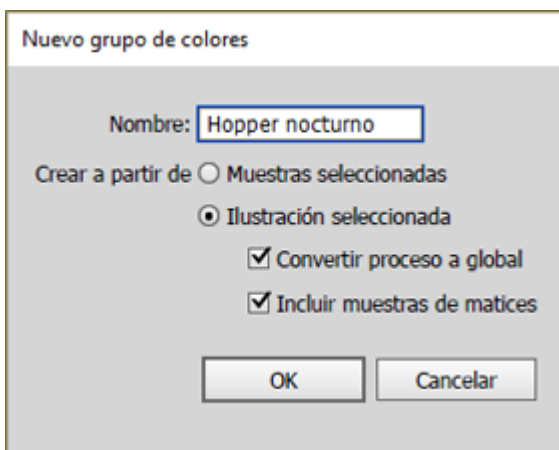 Nuevo grupo de colores
Nombre: Hopper nocturno
Crear a partir de Muestras seleccionadas
Ilustración seleccionada
Convertir proceso a global
Incluir muestras de matices
OK Cancelar